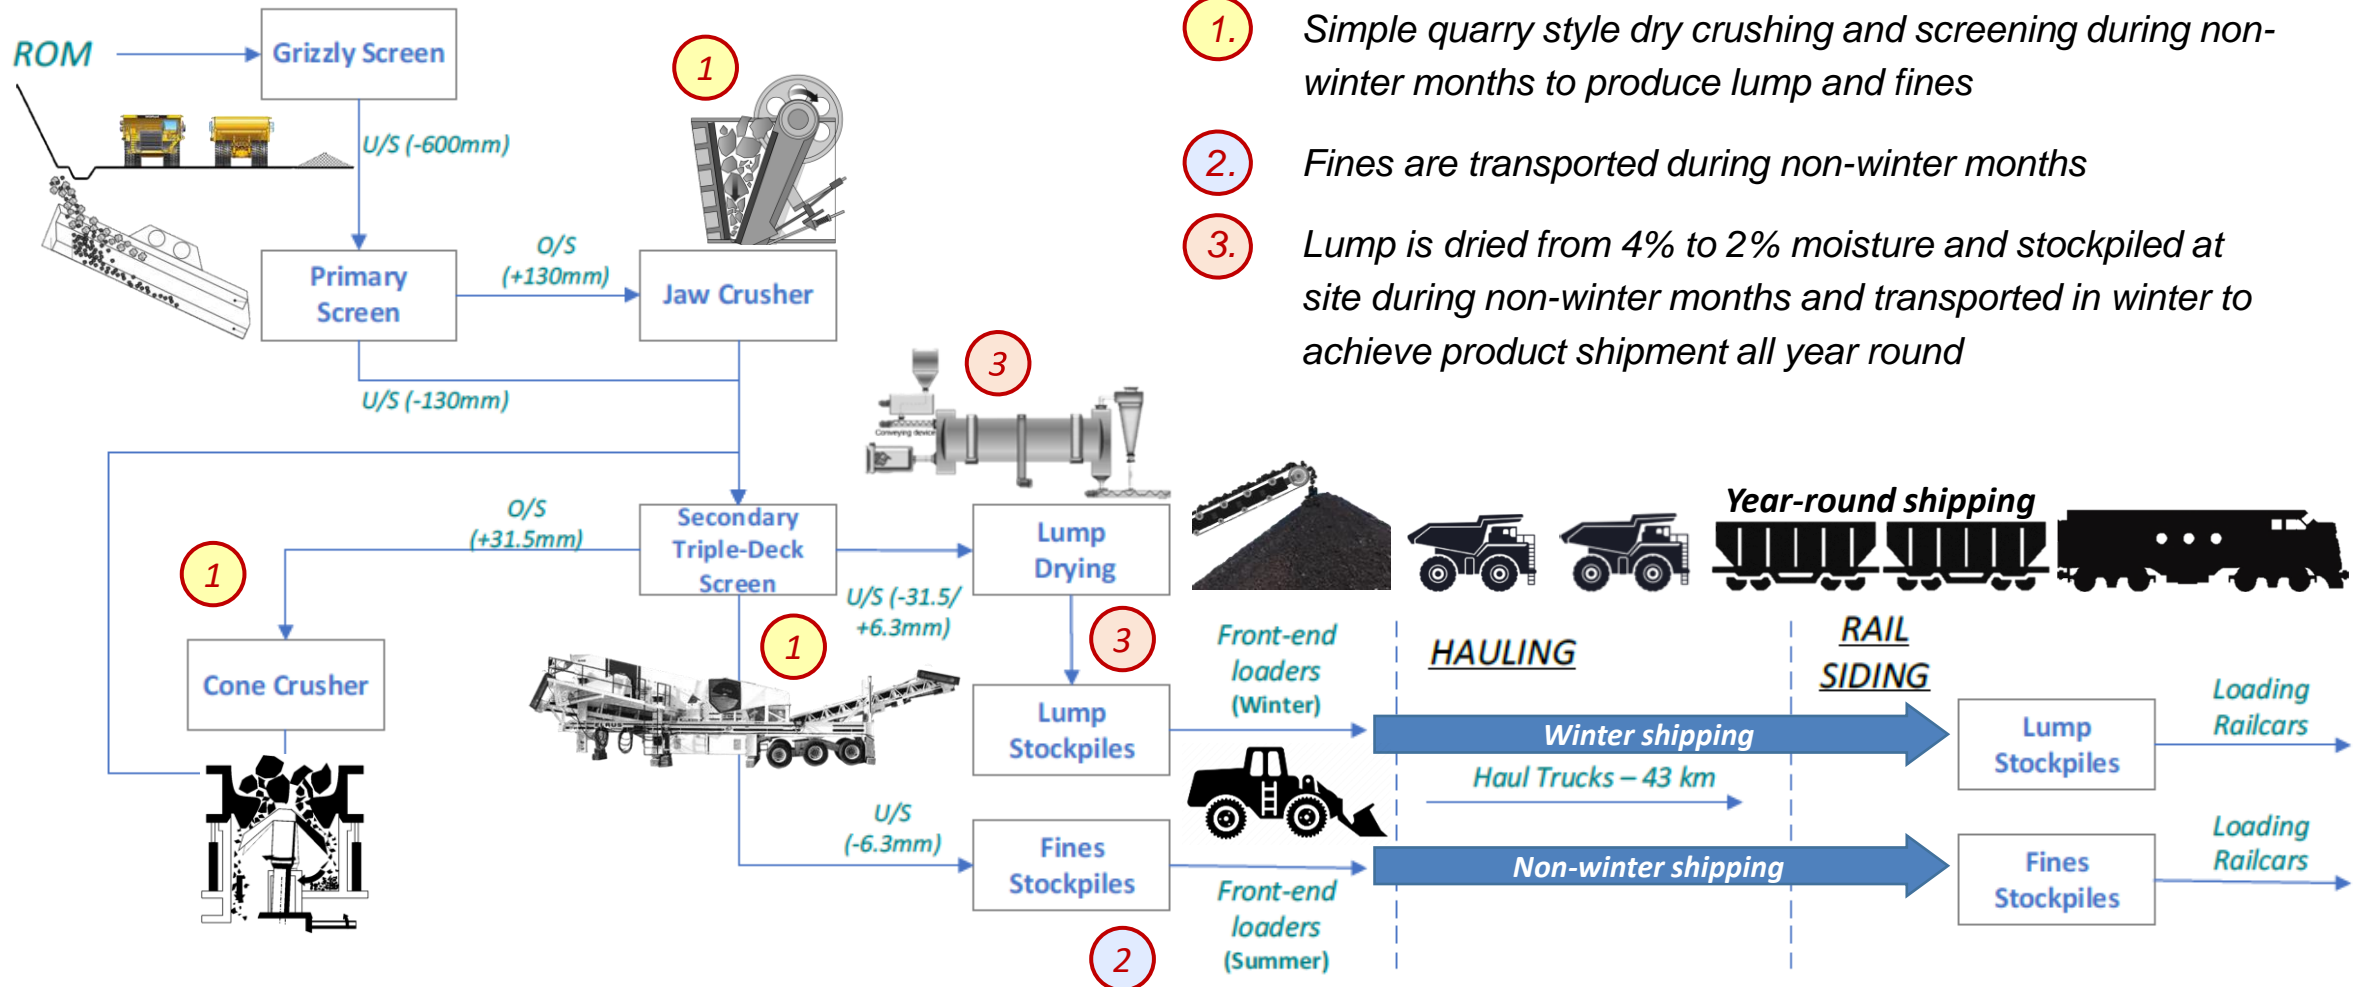 1.
Simple quarry style dry crushing and screening during non-
winter months to produce lump and fines
2.
Fines are transported during non-winter months
3.
Lump is dried from 4% to 2% moisture and stockpiled at
site during non-winter months and transported in winter to
achieve product shipment all year round
ROM
Grizzly Screen
1
U/S (-600mm)
Primary
Screen
O/S
(+130mm)
Jaw Crusher
U/S (-130mm)
3
Conveying device
O/S
(+31.5mm)
Secondary
Triple-Deck
Screen
Lump
Drying
U/S (-31.5/
+6.3mm)
1
Cone Crusher
1
3
Lump
Stockpiles
U/S
(-6.3mm)
Fines
Stockpiles
2
Year-round shipping
Front-end
loaders
(Winter)
HAULING
RAIL
SIDING
Winter shipping
Haul Trucks – 43 km
Lump
Stockpiles
Loading
Railcars
Non-winter shipping
Front-end
loaders
(Summer)
Fines
Stockpiles
Loading
Railcars